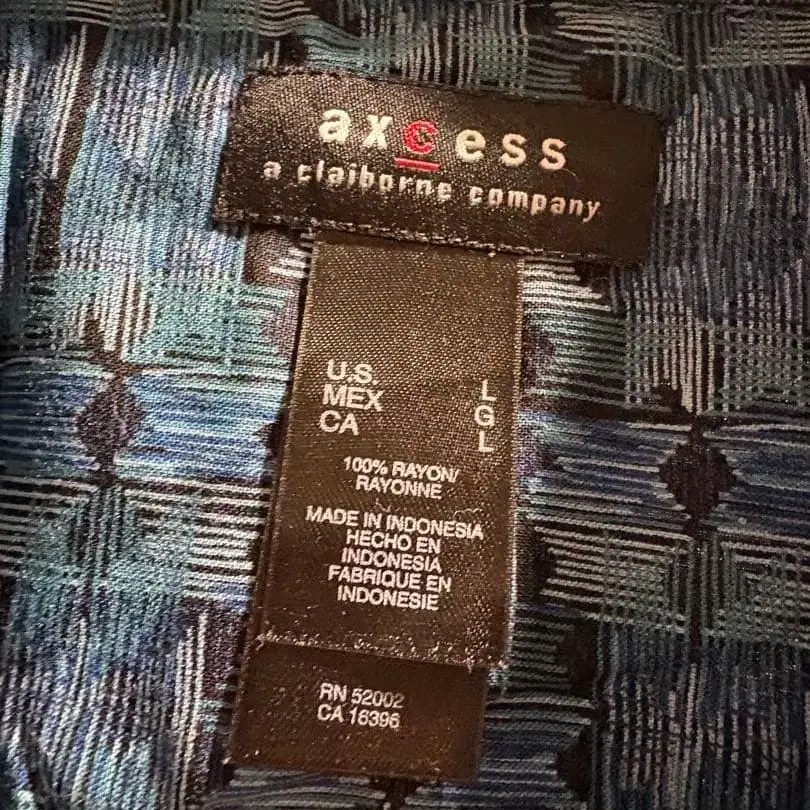 axcess
a claiborne company
U.S. L
MEX G
CA L
100% RAYON/
RAYONNE
MADE IN INDONESIA
HECHO EN
INDONESIA
FABRIQUE EN
INDONESIE
RN 52002
CA 16396